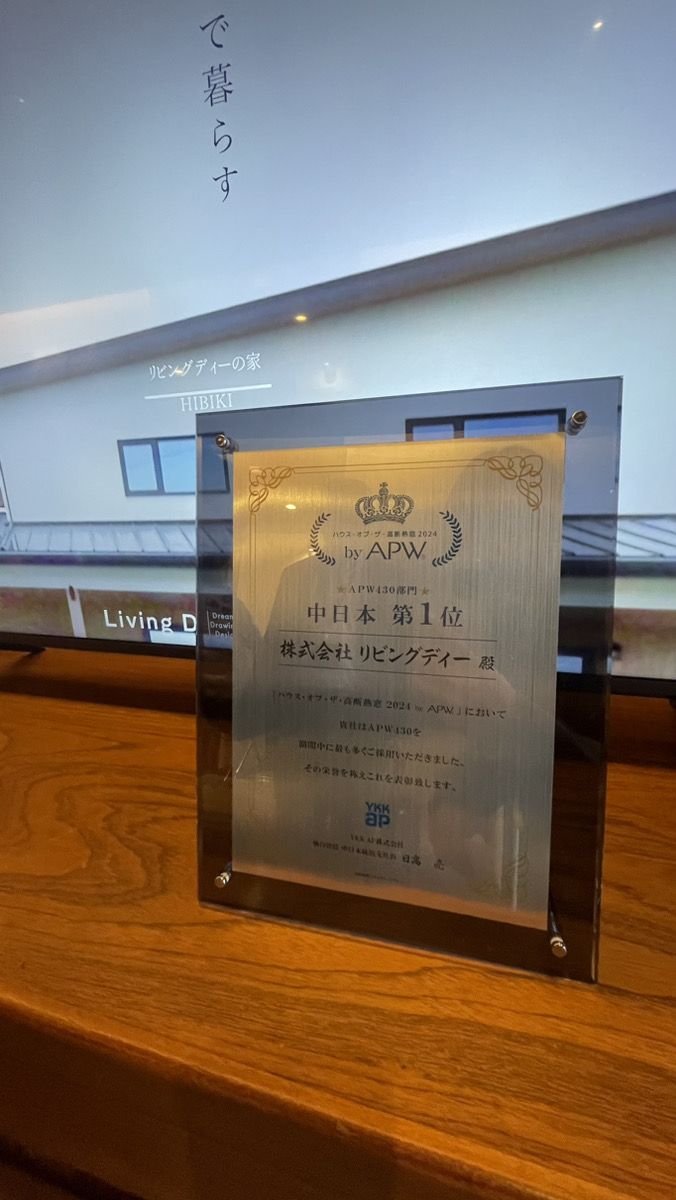 で暮らす
リビングディーの家
HIBIKI
Living D
Drea
Drawin
Desi
ハウス・オブ・ザ・高断熱窓 2024
by APW
★APW430部門★
中日本 第1位
株式会社 リビングディー 殿
「ハウス・オブ・ザ・高断熱窓 2024 by APW」において
貴社はAPW430を
期間中に最も多くご採用いただきました。
その栄誉を称えこれを表彰致します。
YKK
ap
YKK AP株式会社
日高 亮